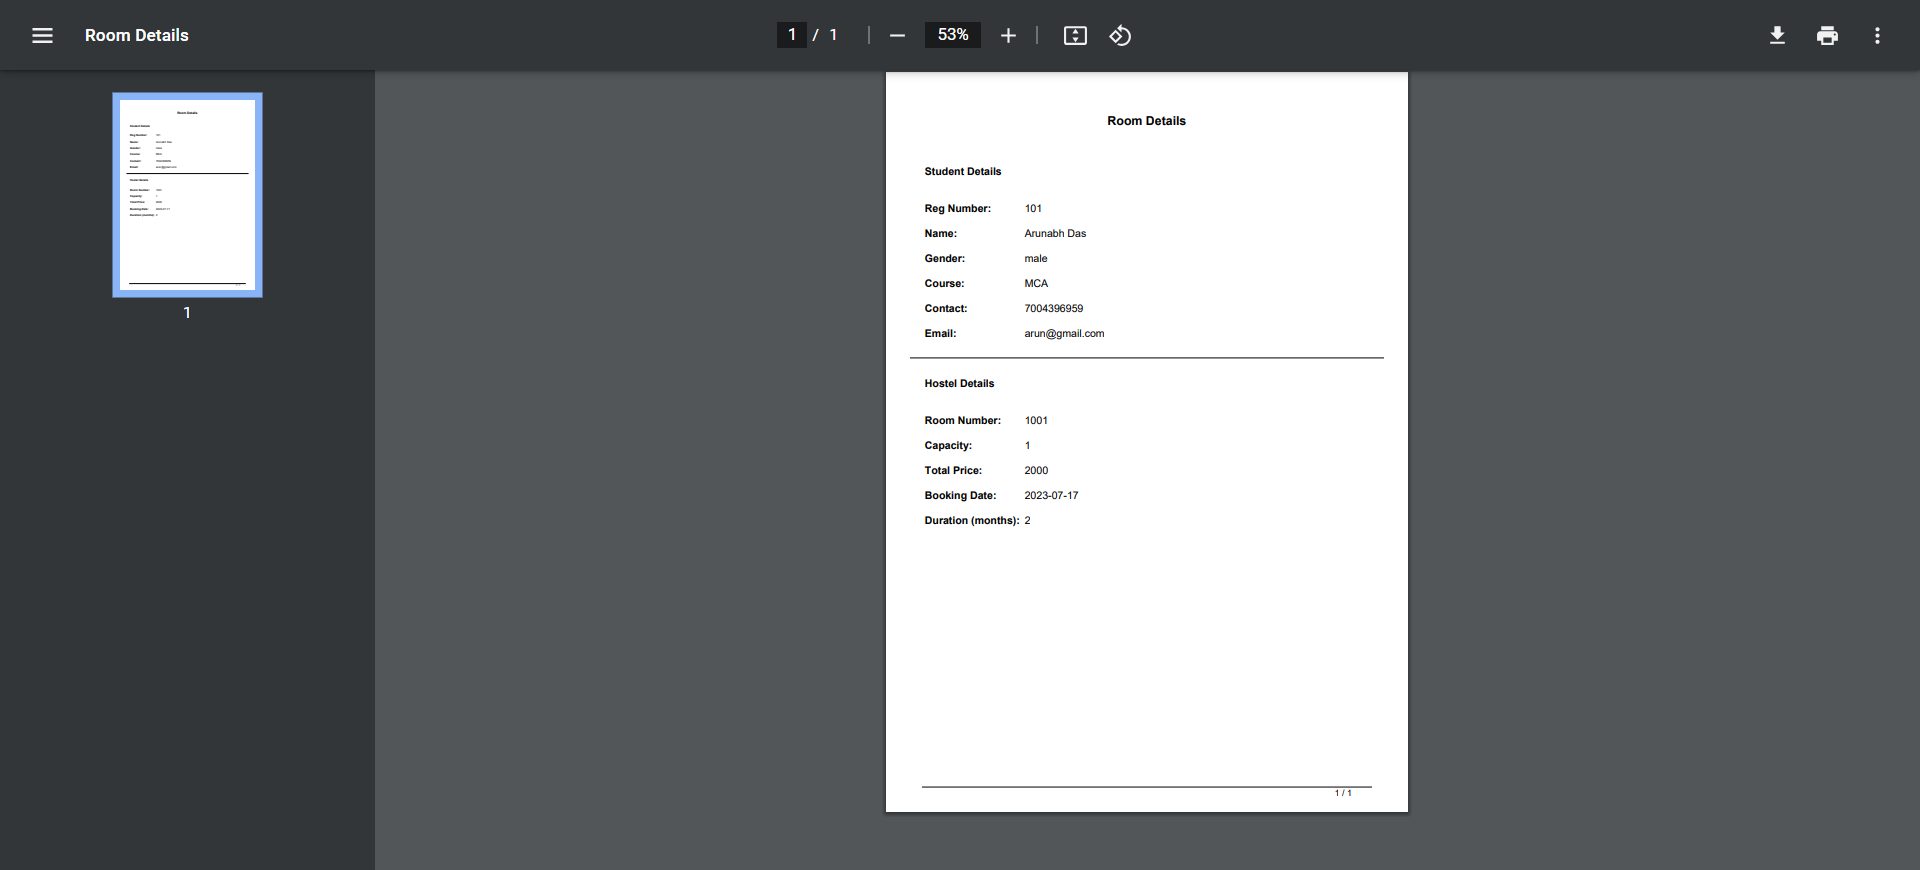 Room Details
1 / 1
53%
1
Room Details
Student Details
Reg Number: 101
Name: Arunabh Das
Gender: male
Course: MCA
Contact: 7004396959
Email: arun@gmail.com
Hostel Details
Room Number: 1001
Capacity: 1
Total Price: 2000
Booking Date: 2023-07-17
Duration (months): 2
1 / 1